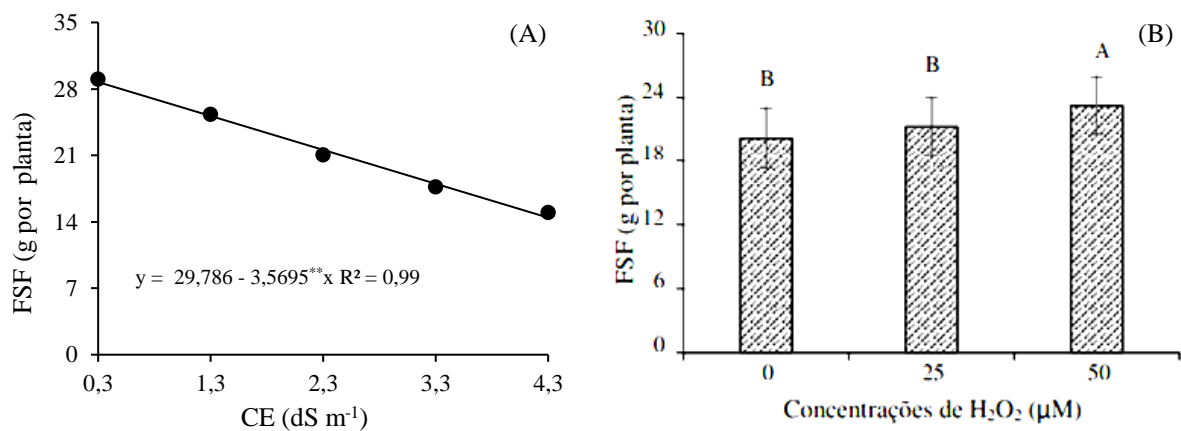 (A)
35
28
21
14
7
0
FSF (g por planta)
y = 29,786 - 3,5695**x R² = 0,99
0,3 1,3 2,3 3,3 4,3
CE (dS m-1)
(B)
30
24
18
12
6
0
FSF (g por planta)
B B A
0 25 50
Concentrações de H2O2 (µM)